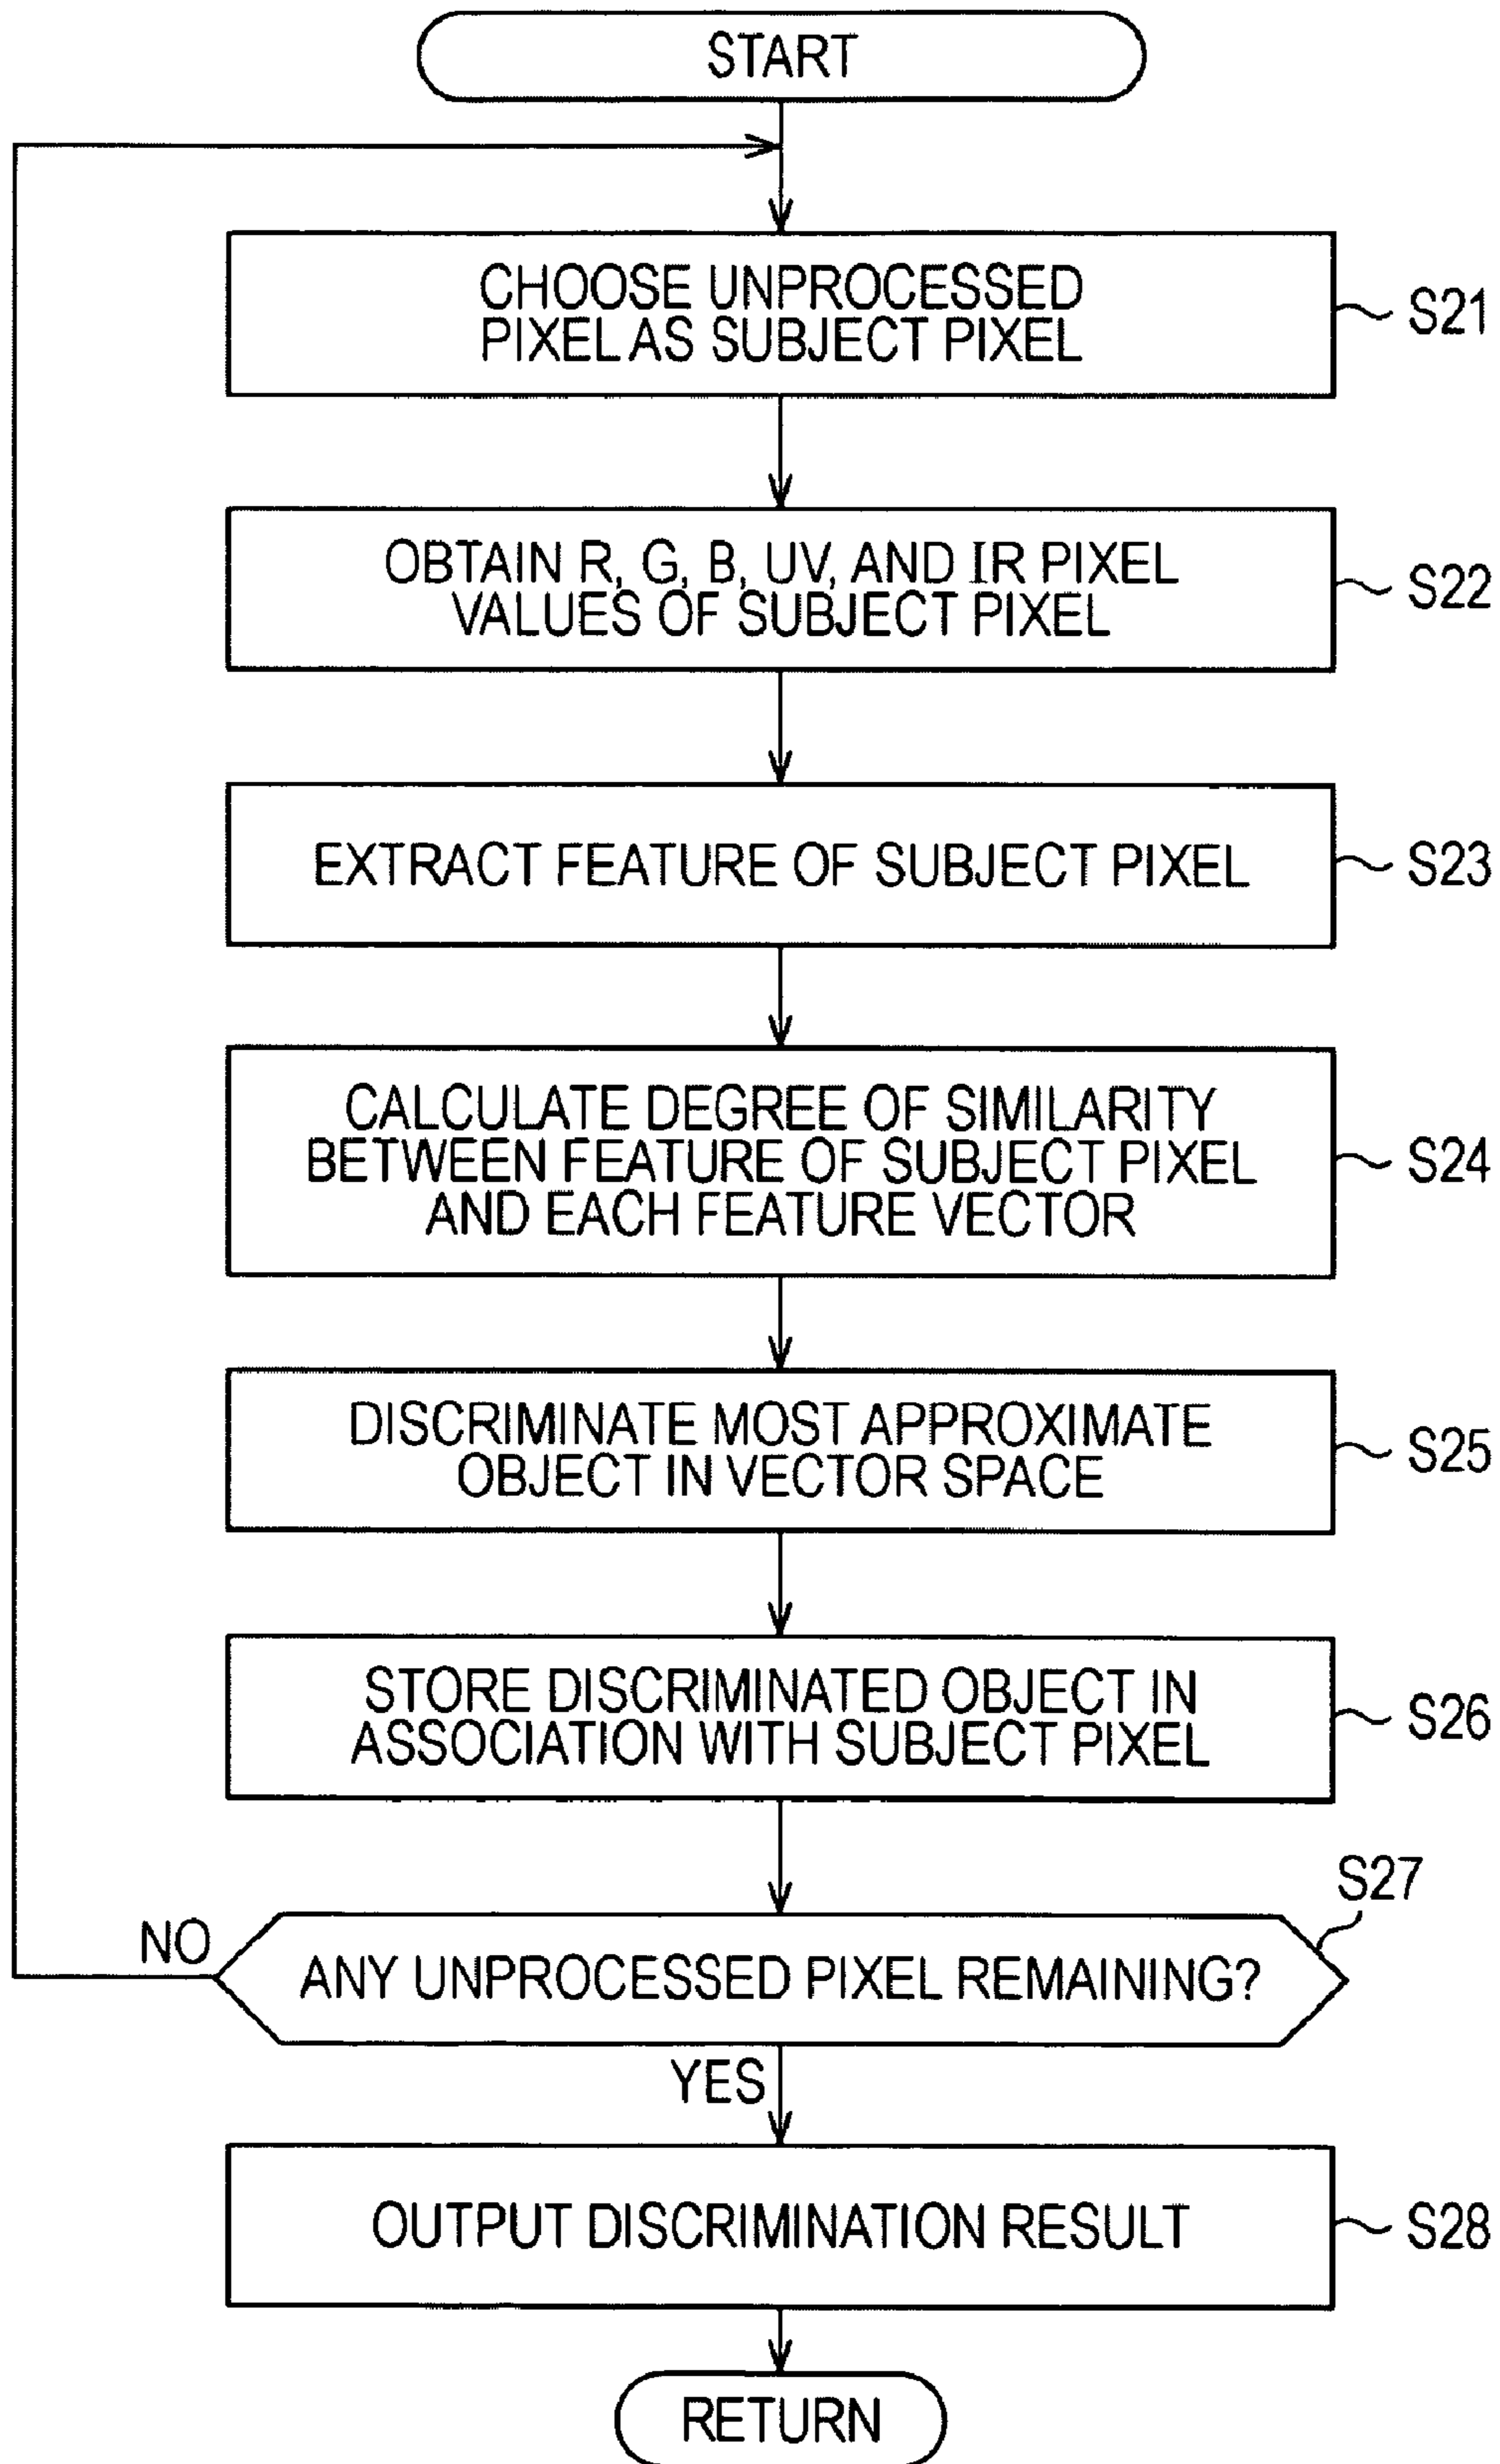 START
CHOOSE UNPROCESSED
PIXEL AS SUBJECT PIXEL
S21
OBTAIN R, G, B, UV, AND IR PIXEL
VALUES OF SUBJECT PIXEL
S22
EXTRACT FEATURE OF SUBJECT PIXEL
S23
CALCULATE DEGREE OF SIMILARITY
BETWEEN FEATURE OF SUBJECT PIXEL
AND EACH FEATURE VECTOR
S24
DISCRIMINATE MOST APPROXIMATE
OBJECT IN VECTOR SPACE
S25
STORE DISCRIMINATED OBJECT IN
ASSOCIATION WITH SUBJECT PIXEL
S26
S27
NO
ANY UNPROCESSED PIXEL REMAINING?
YES
OUTPUT DISCRIMINATION RESULT
S28
RETURN